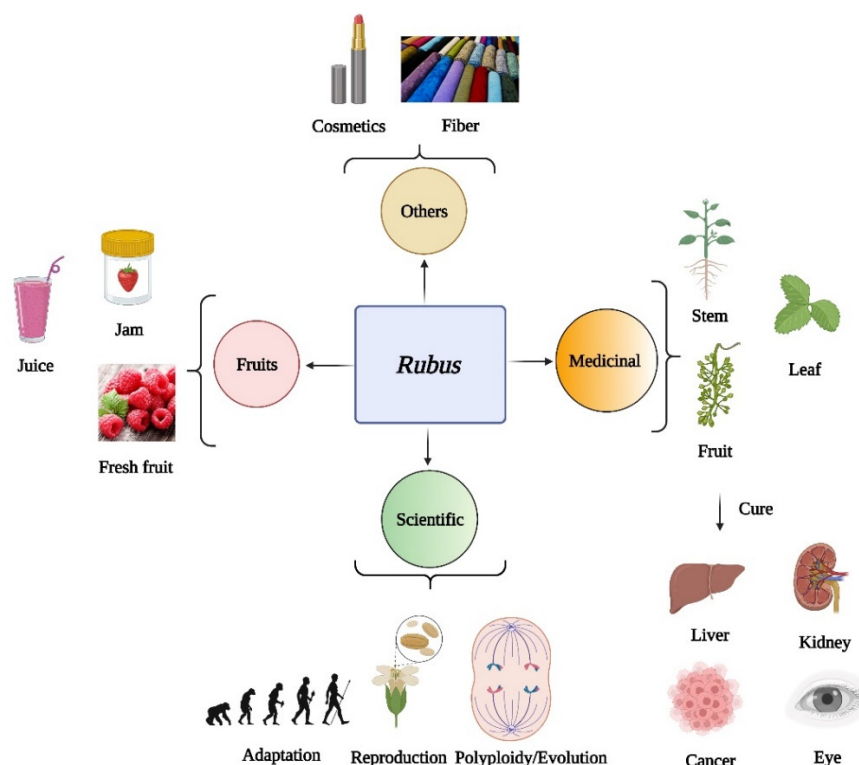 Cosmetics
Fiber
Others
Juice
Jam
Fresh fruit
Fruits
Rubus
Medicinal
Stem
Leaf
Fruit
Cure
Scientific
Liver
Kidney
Adaptation
Reproduction
Polyploidy/Evolution
Cancer
Eye